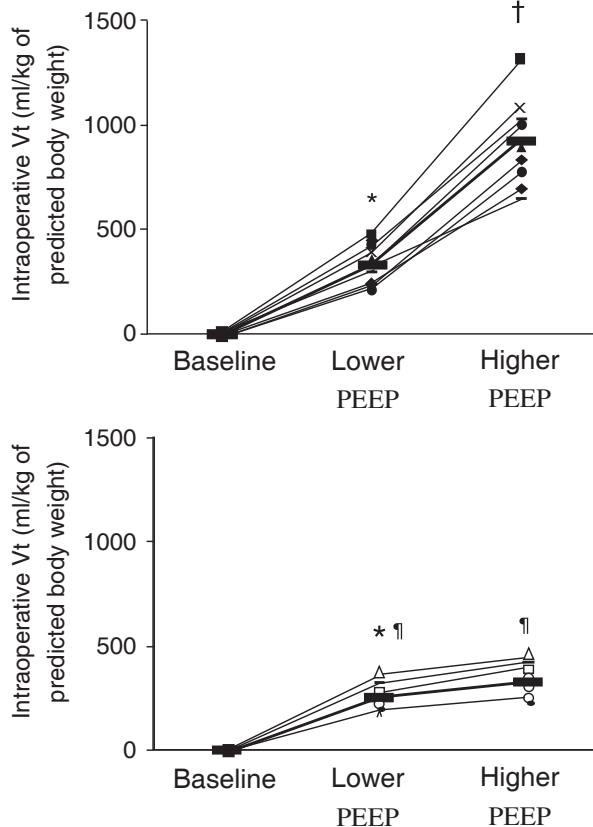 Intraoperative Vt (ml/kg of
predicted body weight)
1500
1000
500
0
*
†
Baseline
Lower
PEEP
Higher
PEEP
Intraoperative Vt (ml/kg of
predicted body weight)
1500
1000
500
0
* ¶
¶
Baseline
Lower
PEEP
Higher
PEEP